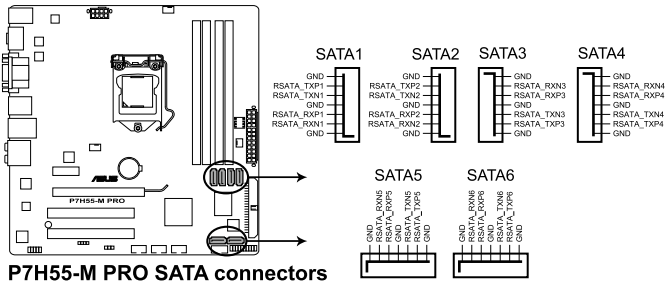 SATA1
GND
RSATA_TXP1
RSATA_TXN1
GND
RSATA_RXP1
RSATA_RXN1
GND
SATA2
GND
RSATA_TXP2
RSATA_TXN2
GND
RSATA_RXP2
RSATA_RXN2
GND
SATA3
GND
RSATA_RXN3
RSATA_RXP3
GND
RSATA_TXN3
RSATA_TXP3
GND
SATA4
GND
RSATA_RXN4
RSATA_RXP4
GND
RSATA_TXN4
RSATA_TXP4
GND
SATA5
GND
RSATA_RXN5
RSATA_RXP5
GND
RSATA_TXN5
RSATA_TXP5
GND
SATA6
GND
RSATA_RXN6
RSATA_RXP6
GND
RSATA_TXN6
RSATA_TXP6
GND
ASUS
P7H55-M PRO
P7H55-M PRO SATA connectors